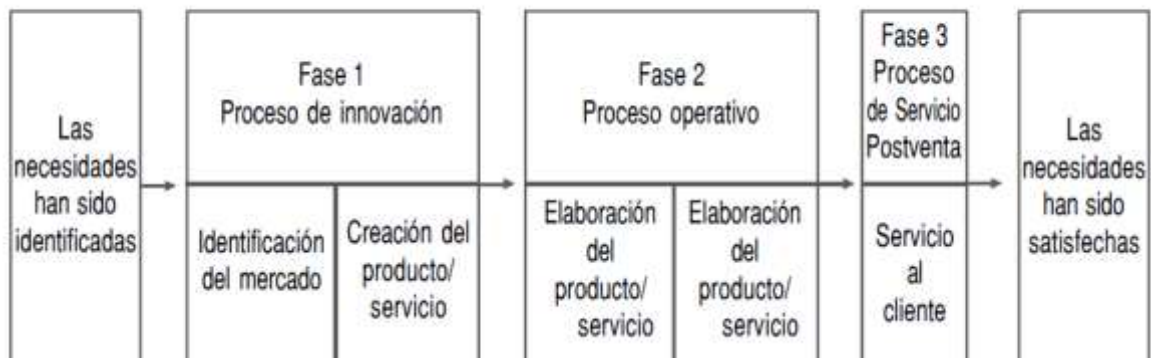 Las
necesidades
han sido
identificadas
Fase 1
Proceso de innovación
Identificación
del mercado
Creación del
producto/
servicio
Fase 2
Proceso operativo
Elaboración
del
producto/
servicio
Elaboración
del
producto/
servicio
Fase 3
Proceso
de Servicio
Postventa
Servicio
al
cliente
Las
necesidades
han sido
satisfechas